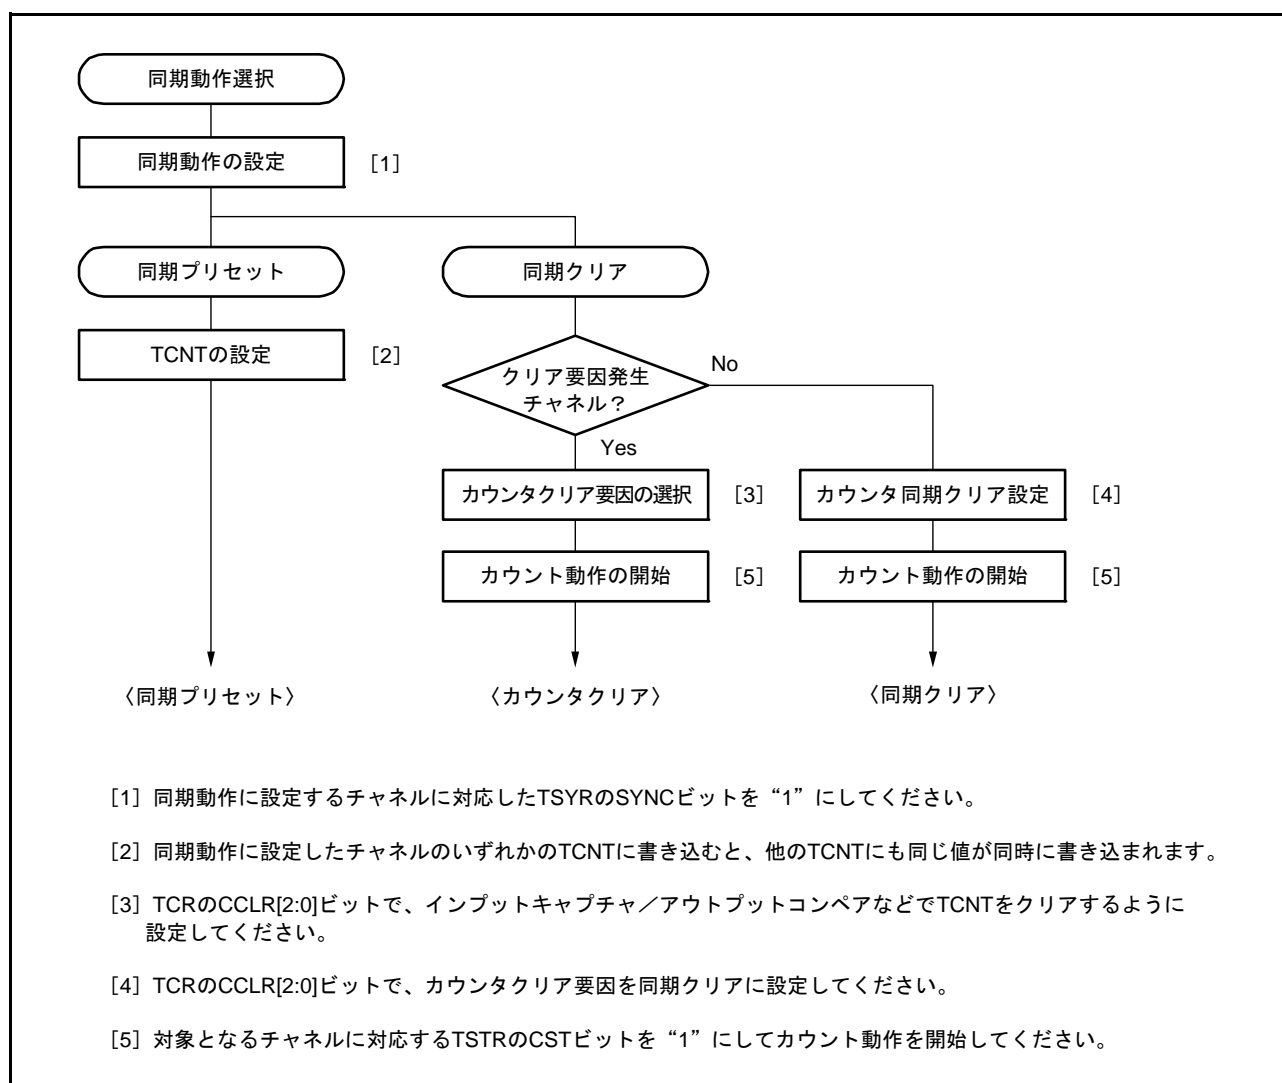 同期動作選択
同期動作の設定
［1］
同期プリセット
同期クリア
TCNTの設定
［2］
クリア要因発生
チャネル？
No
Yes
カウンタクリア要因の選択
［3］
カウンタ同期クリア設定
［4］
カウント動作の開始
［5］
カウント動作の開始
［5］
〈同期プリセット〉
〈カウンタクリア〉
〈同期クリア〉
［1］同期動作に設定するチャネルに対応したTSYRのSYNCビットを“1”にしてください。
［2］同期動作に設定したチャネルのいずれかのTCNTに書き込むと、他のTCNTにも同じ値が同時に書き込まれます。
［3］TCRのCCLR[2:0]ビットで、インプットキャプチャ／アウトプットコンペアなどでTCNTをクリアするように
設定してください。
［4］TCRのCCLR[2:0]ビットで、カウンタクリア要因を同期クリアに設定してください。
［5］対象となるチャネルに対応するTSTRのCSTビットを“1”にしてカウント動作を開始してください。